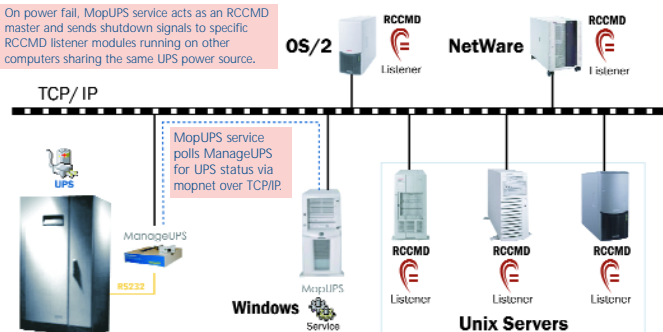 On power fail, MopUPS service acts as an RCCMD
master and sends shutdown signals to specific
RCCMD listener modules running on other
computers sharing the same UPS power source.
OS/2
RCCMD
Listener
NetWare
RCCMD
Listener
TCP/IP
MopUPS service
polls ManageUPS
for UPS status via
mopnet over TCP/IP.
UPS
ManageUPS
RS232
MopUPS
Windows
Service
RCCMD
Listener
RCCMD
Listener
RCCMD
Listener
Unix Servers